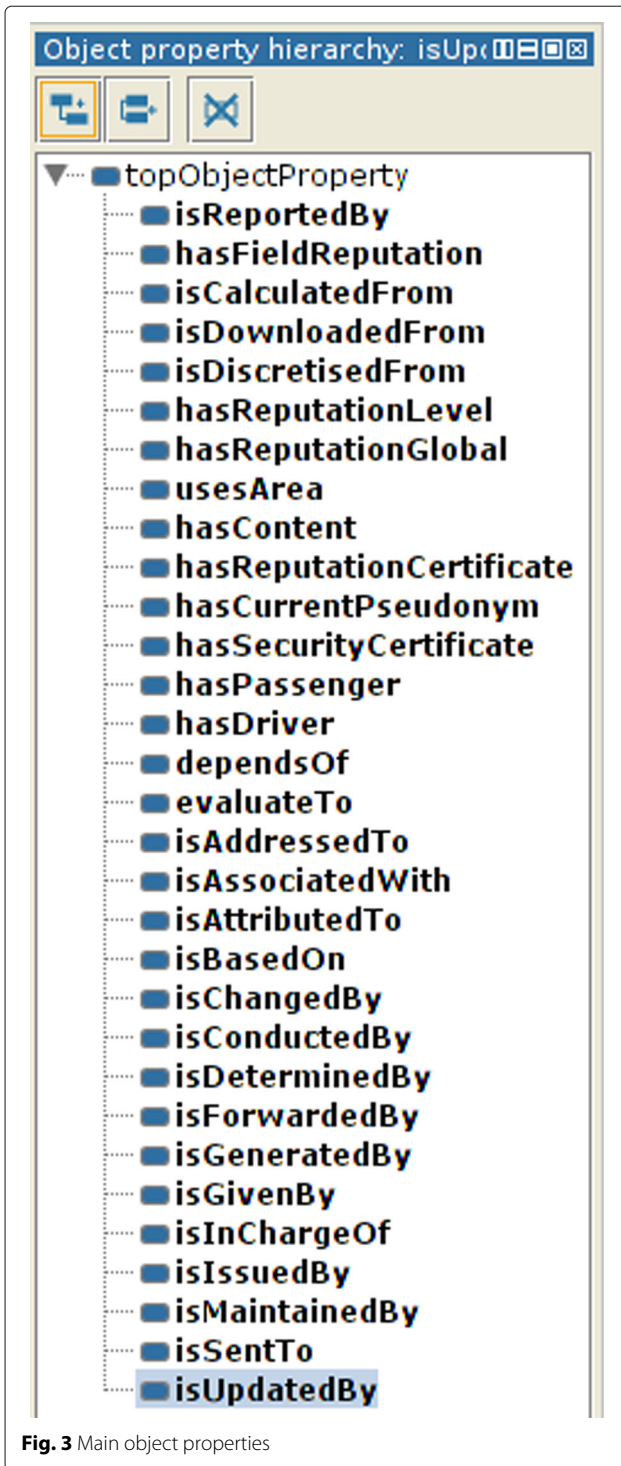 Object property hierarchy: isUp
topObjectProperty
isReportedBy
hasFieldReputation
isCalculatedFrom
isDownloadedFrom
isDiscretisedFrom
hasReputationLevel
hasReputationGlobal
usesArea
hasContent
hasReputationCertificate
hasCurrentPseudonym
hasSecurityCertificate
hasPassenger
hasDriver
dependsOf
evaluateTo
isAddressedTo
isAssociatedWith
isAttributedTo
isBasedOn
isChangedBy
isConductedBy
isDeterminedBy
isForwardedBy
isGeneratedBy
isGivenBy
isInChargeOf
isIssuedBy
isMaintainedBy
isSentTo
isUpdatedBy
Fig. 3 Main object properties